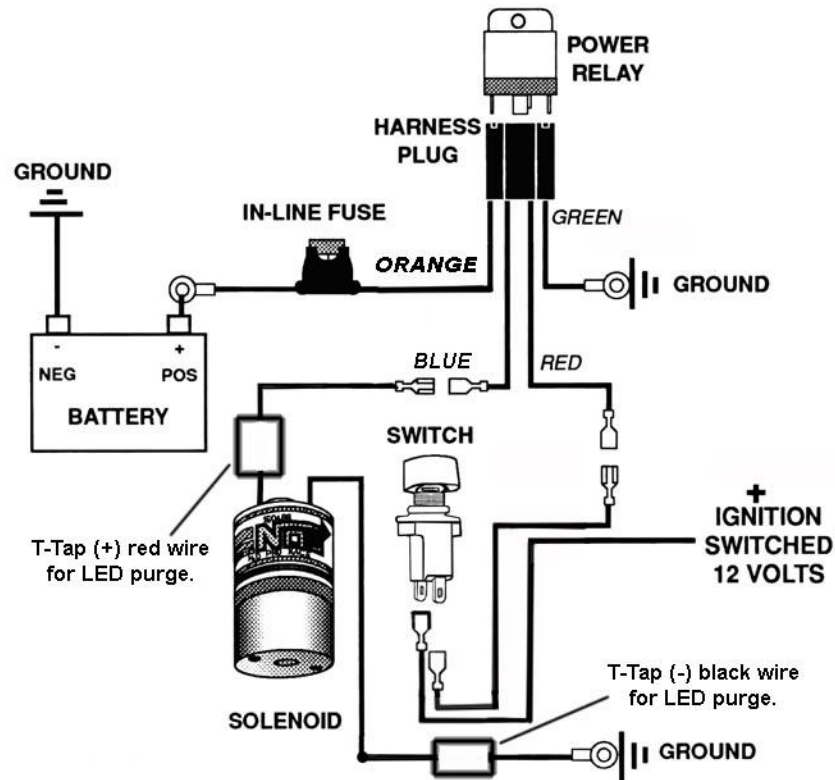 POWER
RELAY
HARNESS
PLUG
GROUND
IN-LINE FUSE
GREEN
ORANGE
GROUND
-
+
NEG
POS
BATTERY
BLUE
RED
SWITCH
+
IGNITION
SWITCHED
12 VOLTS
T-Tap (+) red wire
for LED purge.
T-Tap (-) black wire
for LED purge.
SOLENOID
GROUND